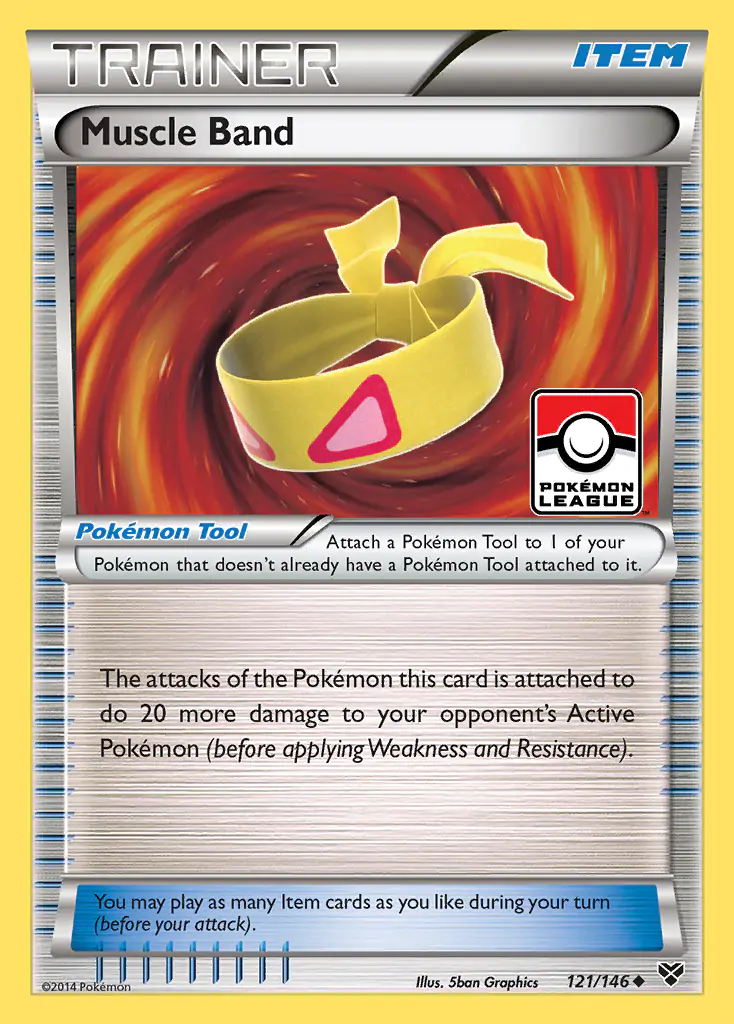 TRAINER
ITEM
Muscle Band
POKÉMON
LEAGUE
™
Pokémon Tool
Attach a Pokémon Tool to 1 of your
Pokémon that doesn't already have a Pokémon Tool attached to it.
The attacks of the Pokémon this card is attached to
do 20 more damage to your opponent's Active
Pokémon (before applying Weakness and Resistance).
You may play as many Item cards as you like during your turn
(before your attack).
©2014 Pokémon
Illus. 5ban Graphics
121/146
XY